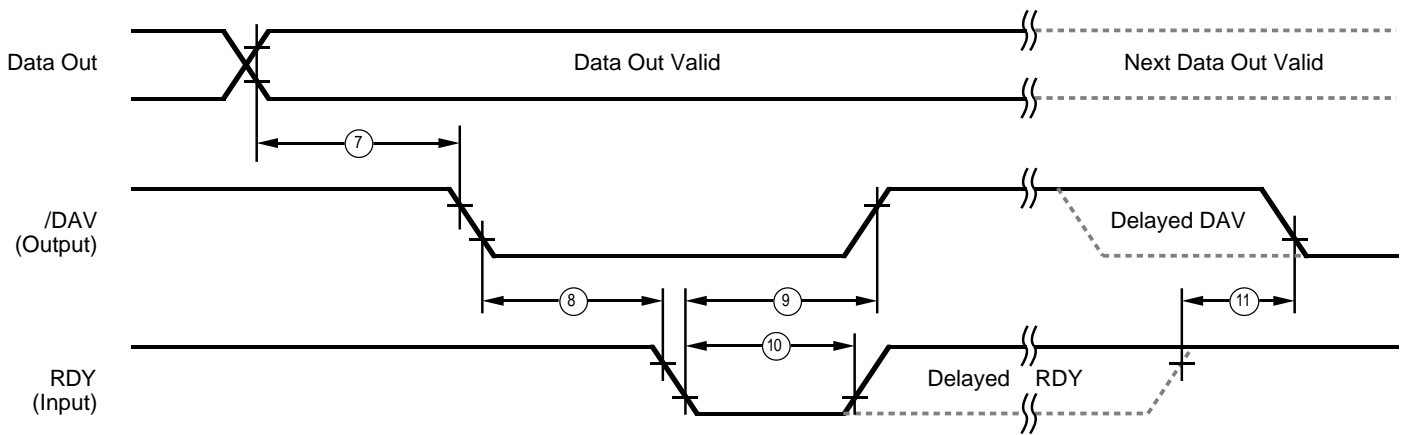 Data Out
Data Out Valid
Next Data Out Valid
7
/DAV
(Output)
Delayed DAV
8
9
11
10
RDY
(Input)
Delayed RDY